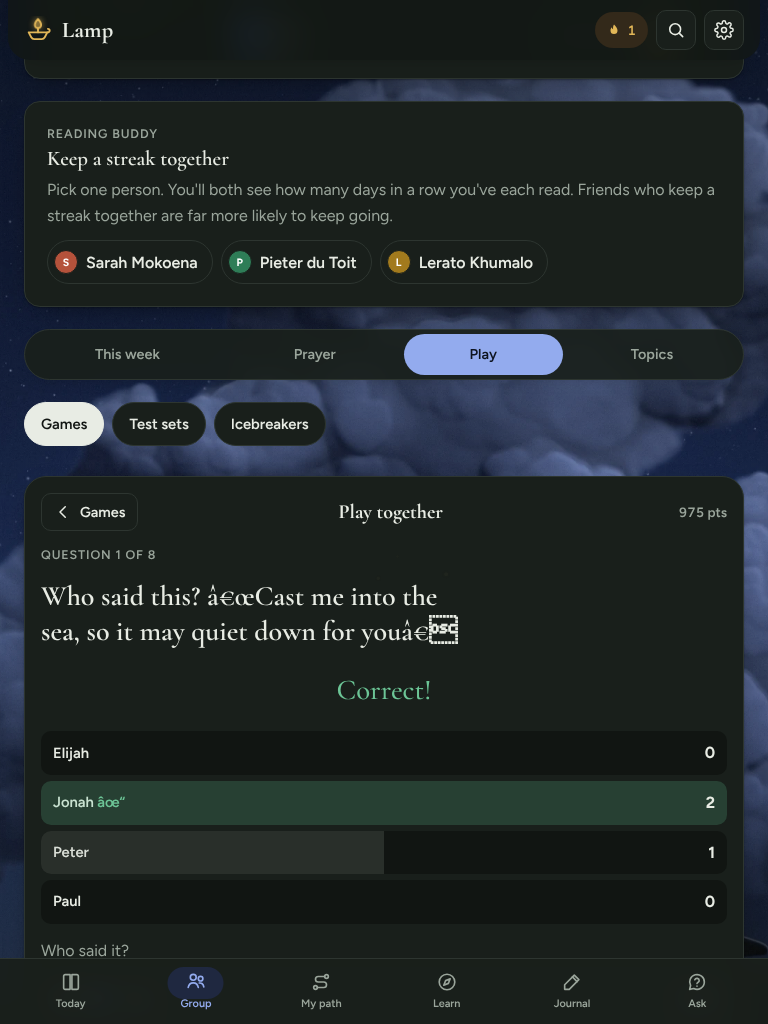 Lamp
1
READING BUDDY
Keep a streak together
Pick one person. You'll both see how many days in a row you've each read. Friends who keep a
streak together are far more likely to keep going.
S Sarah Mokoena P Pieter du Toit L Lerato Khumalo
This week Prayer Play Topics
Games Test sets Icebreakers
Games Play together 975 pts
QUESTION 1 OF 8
Who said this? â€œCast me into the
sea, so it may quiet down for youâ€
Correct!
Elijah 0
Jonah âœ“ 2
Peter 1
Paul 0
Who said it?
Today Group My path Learn Journal Ask